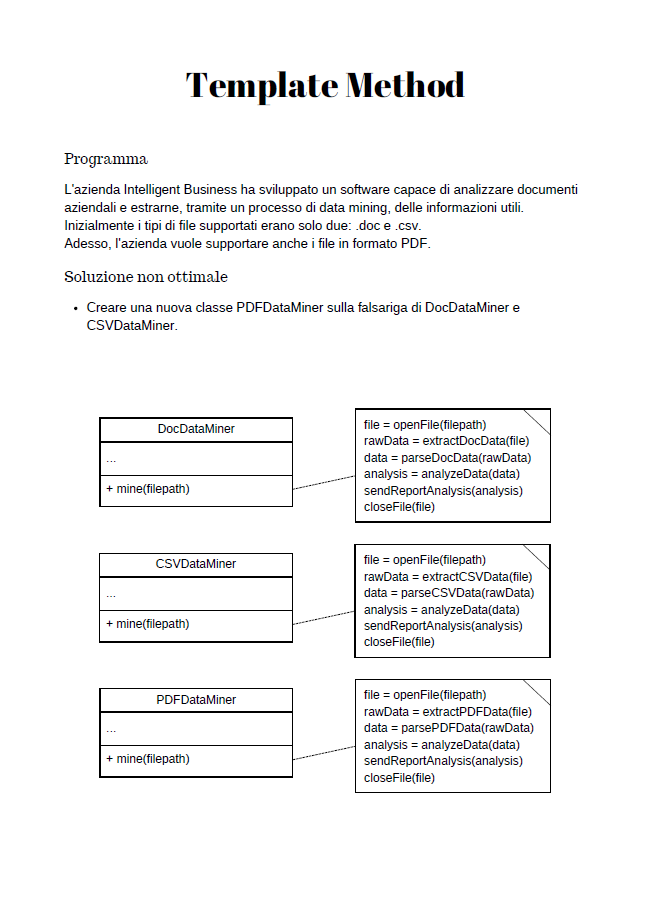 Template Method
Programma
L'azienda Intelligent Business ha sviluppato un software capace di analizzare documenti
aziendali e estrarne, tramite un processo di data mining, delle informazioni utili.
Inizialmente i tipi di file supportati erano solo due: .doc e .csv.
Adesso, l'azienda vuole supportare anche i file in formato PDF.
Soluzione non ottimale
• Creare una nuova classe PDFDataMiner sulla falsariga di DocDataMiner e
CSVDataMiner.
DocDataMiner
...
+ mine(filepath)
file = openFile(filepath)
rawData = extractDocData(file)
data = parseDocData(rawData)
analysis = analyzeData(data)
sendReportAnalysis(analysis)
closeFile(file)
CSVDataMiner
...
+ mine(filepath)
file = openFile(filepath)
rawData = extractCSVData(file)
data = parseCSVData(rawData)
analysis = analyzeData(data)
sendReportAnalysis(analysis)
closeFile(file)
PDFDataMiner
...
+ mine(filepath)
file = openFile(filepath)
rawData = extractPDFData(file)
data = parsePDFData(rawData)
analysis = analyzeData(data)
sendReportAnalysis(analysis)
closeFile(file)